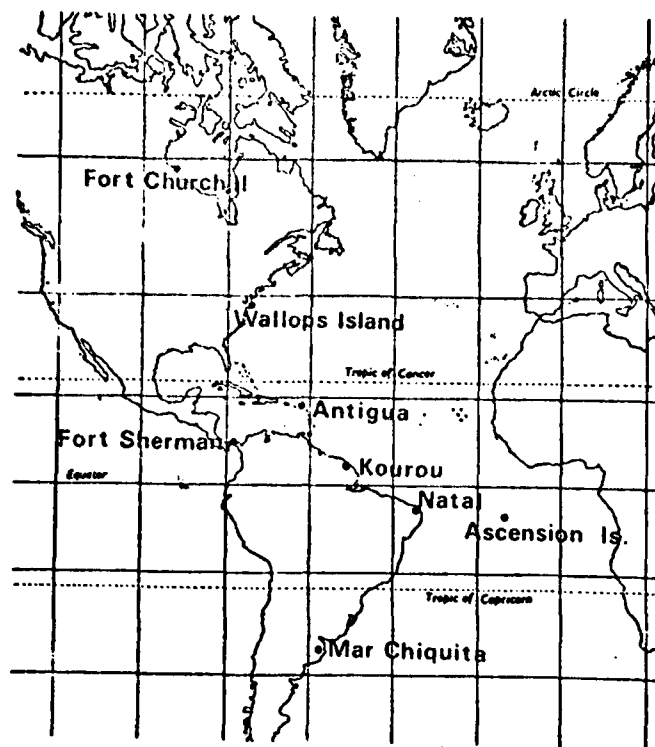 Arctic Circle
Fort Churchill
Wallops Island
Tropic of Cancer
Antigua
Fort Sherman
Equator
Kourou
Natal
Ascension Is.
Tropic of Capricorn
Mar Chiquita